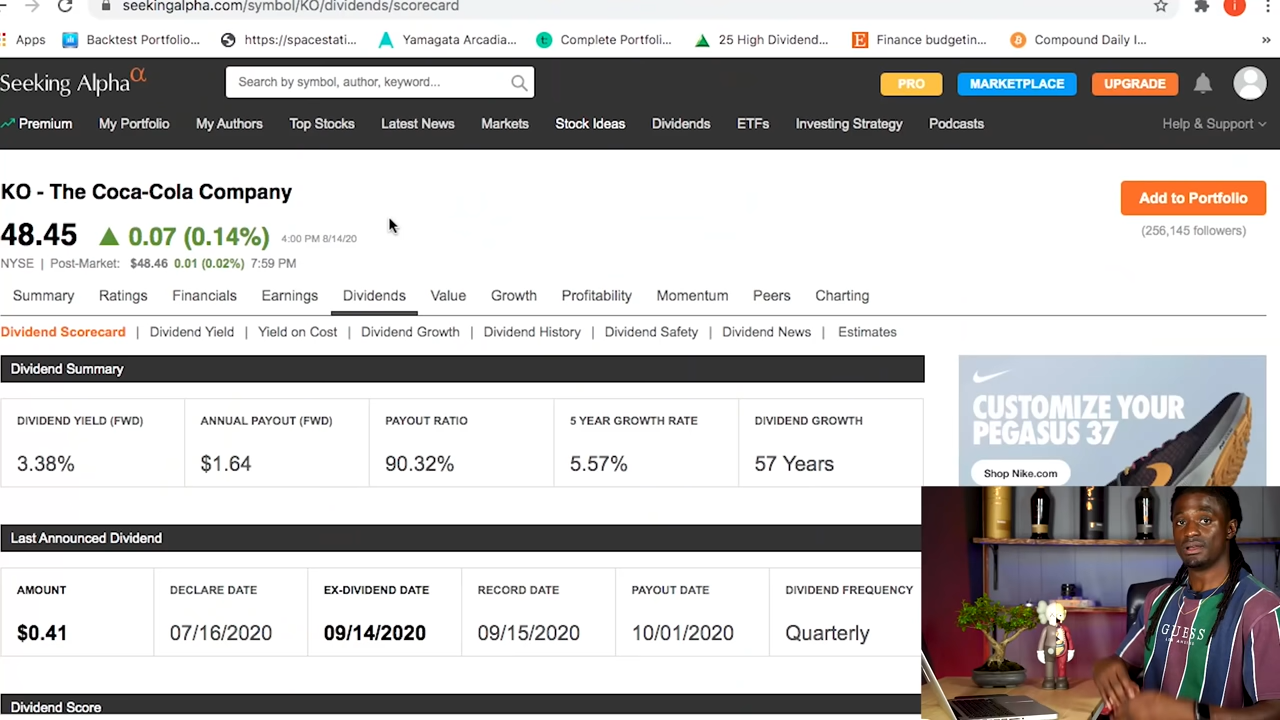 seekingalpha.com/symbol/KO/dividends/scorecard
i
Apps Backtest Portfolio... https://spacestati... Yamagata Arcadia... Complete Portfoli... 25 High Dividend... Finance budgetin... Compound Daily I... »
Seeking Alpha α
Search by symbol, author, keyword...
PRO MARKETPLACE UPGRADE
Premium My Portfolio My Authors Top Stocks Latest News Markets Stock Ideas Dividends ETFs Investing Strategy Podcasts Help & Support
KO - The Coca-Cola Company
Add to Portfolio
48.45 ▲ 0.07 (0.14%) 4:00 PM 8/14/20
(256,145 followers)
NYSE | Post-Market: $48.46 0.01 (0.02%) 7:59 PM
Summary Ratings Financials Earnings Dividends Value Growth Profitability Momentum Peers Charting
Dividend Scorecard | Dividend Yield | Yield on Cost | Dividend Growth | Dividend History | Dividend Safety | Dividend News | Estimates
Dividend Summary
DIVIDEND YIELD (FWD) ANNUAL PAYOUT (FWD) PAYOUT RATIO 5 YEAR GROWTH RATE DIVIDEND GROWTH
3.38% $1.64 90.32% 5.57% 57 Years
CUSTOMIZE YOUR
PEGASUS 37
Shop Nike.com
Last Announced Dividend
AMOUNT DECLARE DATE EX-DIVIDEND DATE RECORD DATE PAYOUT DATE DIVIDEND FREQUENCY
$0.41 07/16/2020 09/14/2020 09/15/2020 10/01/2020 Quarterly
Dividend Score
GUESS
LOS ANGELES